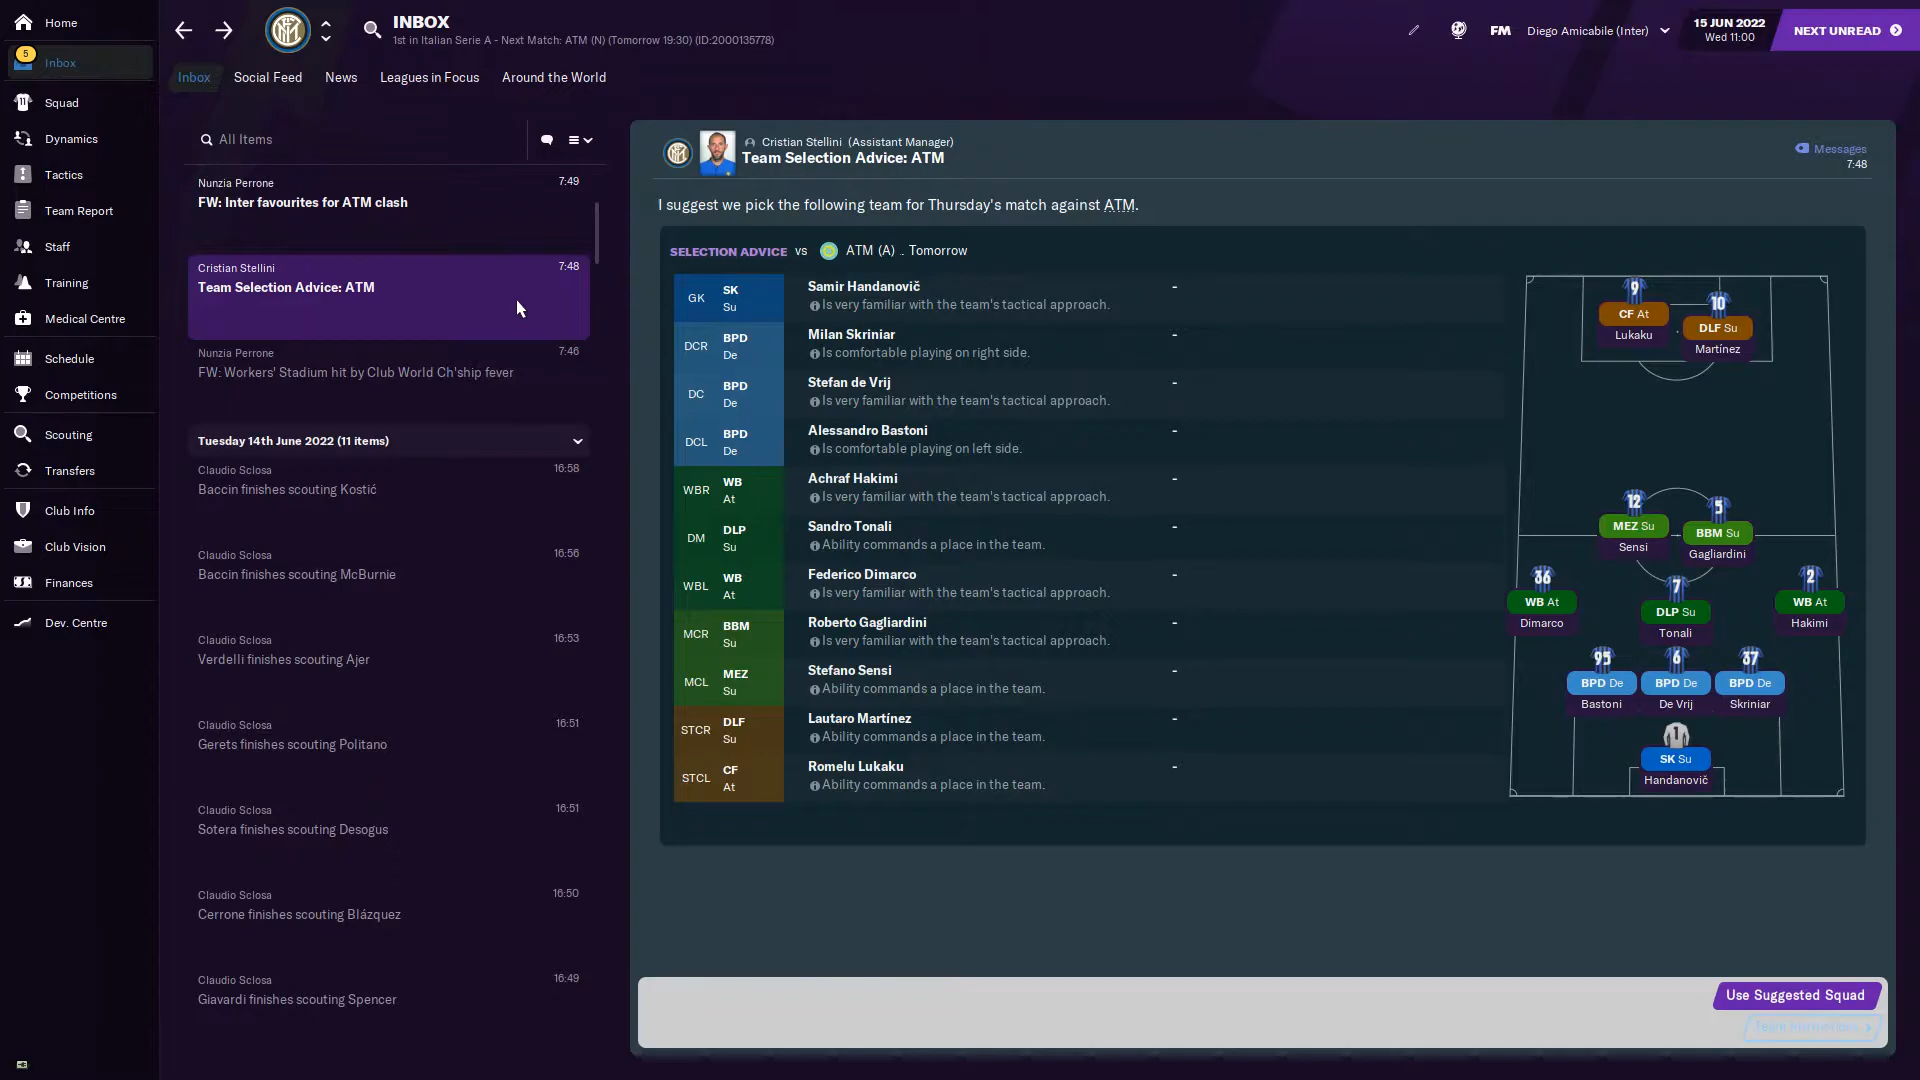 Home
5
Inbox
Squad
Dynamics
Tactics
Team Report
Staff
Training
Medical Centre
Schedule
Competitions
Scouting
Transfers
Club Info
Club Vision
Finances
Dev. Centre
INBOX
1st in Italian Serie A - Next Match: ATM (N) (Tomorrow 19:30) (ID:2000135778)
FM
Diego Amicabile (Inter)
15 JUN 2022
Wed 11:00
NEXT UNREAD
Inbox Social Feed News Leagues in Focus Around the World
All Items
Nunzia Perrone 7:49
FW: Inter favourites for ATM clash
Cristian Stellini 7:48
Team Selection Advice: ATM
Nunzia Perrone 7:46
FW: Workers' Stadium hit by Club World Ch'ship fever
Tuesday 14th June 2022 (11 items)
Claudio Sclosa 16:58
Baccin finishes scouting Kostić
Claudio Sclosa 16:56
Baccin finishes scouting McBurnie
Claudio Sclosa 16:53
Verdelli finishes scouting Ajer
Claudio Sclosa 16:51
Gerets finishes scouting Politano
Claudio Sclosa 16:51
Sotera finishes scouting Desogus
Claudio Sclosa 16:50
Cerrone finishes scouting Blázquez
Claudio Sclosa 16:49
Giavardi finishes scouting Spencer
Cristian Stellini (Assistant Manager)
Team Selection Advice: ATM
Messages
7:48
I suggest we pick the following team for Thursday's match against ATM.
SELECTION ADVICE vs ATM (A) .. Tomorrow
GK SK Su Samir Handanovič -
Is very familiar with the team's tactical approach.
DCR BPD De Milan Skriniar -
Is comfortable playing on right side.
DC BPD De Stefan de Vrij -
Is very familiar with the team's tactical approach.
DCL BPD De Alessandro Bastoni -
Is comfortable playing on left side.
WBR WB At Achraf Hakimi -
Is very familiar with the team's tactical approach.
DM DLP Su Sandro Tonali -
Ability commands a place in the team.
WBL WB At Federico Dimarco -
Is very familiar with the team's tactical approach.
MCR BBM Su Roberto Gagliardini -
Is very familiar with the team's tactical approach.
MCL MEZ Su Stefano Sensi -
Ability commands a place in the team.
STCR DLF Su Lautaro Martínez -
Ability commands a place in the team.
STCL CF At Romelu Lukaku -
Ability commands a place in the team.
9
CF At
Lukaku
10
DLF Su
Martínez
12
MEZ Su
Sensi
5
BBM Su
Gagliardini
36
WB At
Dimarco
7
DLP Su
Tonali
2
WB At
Hakimi
95
BPD De
Bastoni
6
BPD De
De Vrij
37
BPD De
Skriniar
1
SK Su
Handanovič
Use Suggested Squad